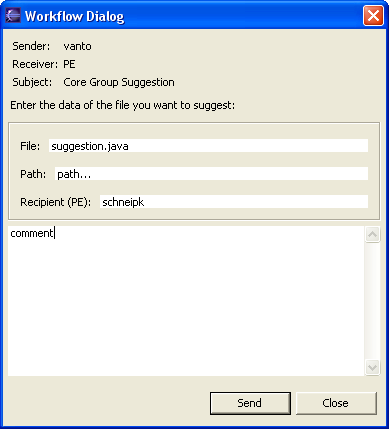 Workflow Dialog
Sender: vanto
Receiver: PE
Subject: Core Group Suggestion
Enter the data of the file you want to suggest:
File: suggestion.java
Path: path...
Recipient (PE): schneipk
comment
Send Close